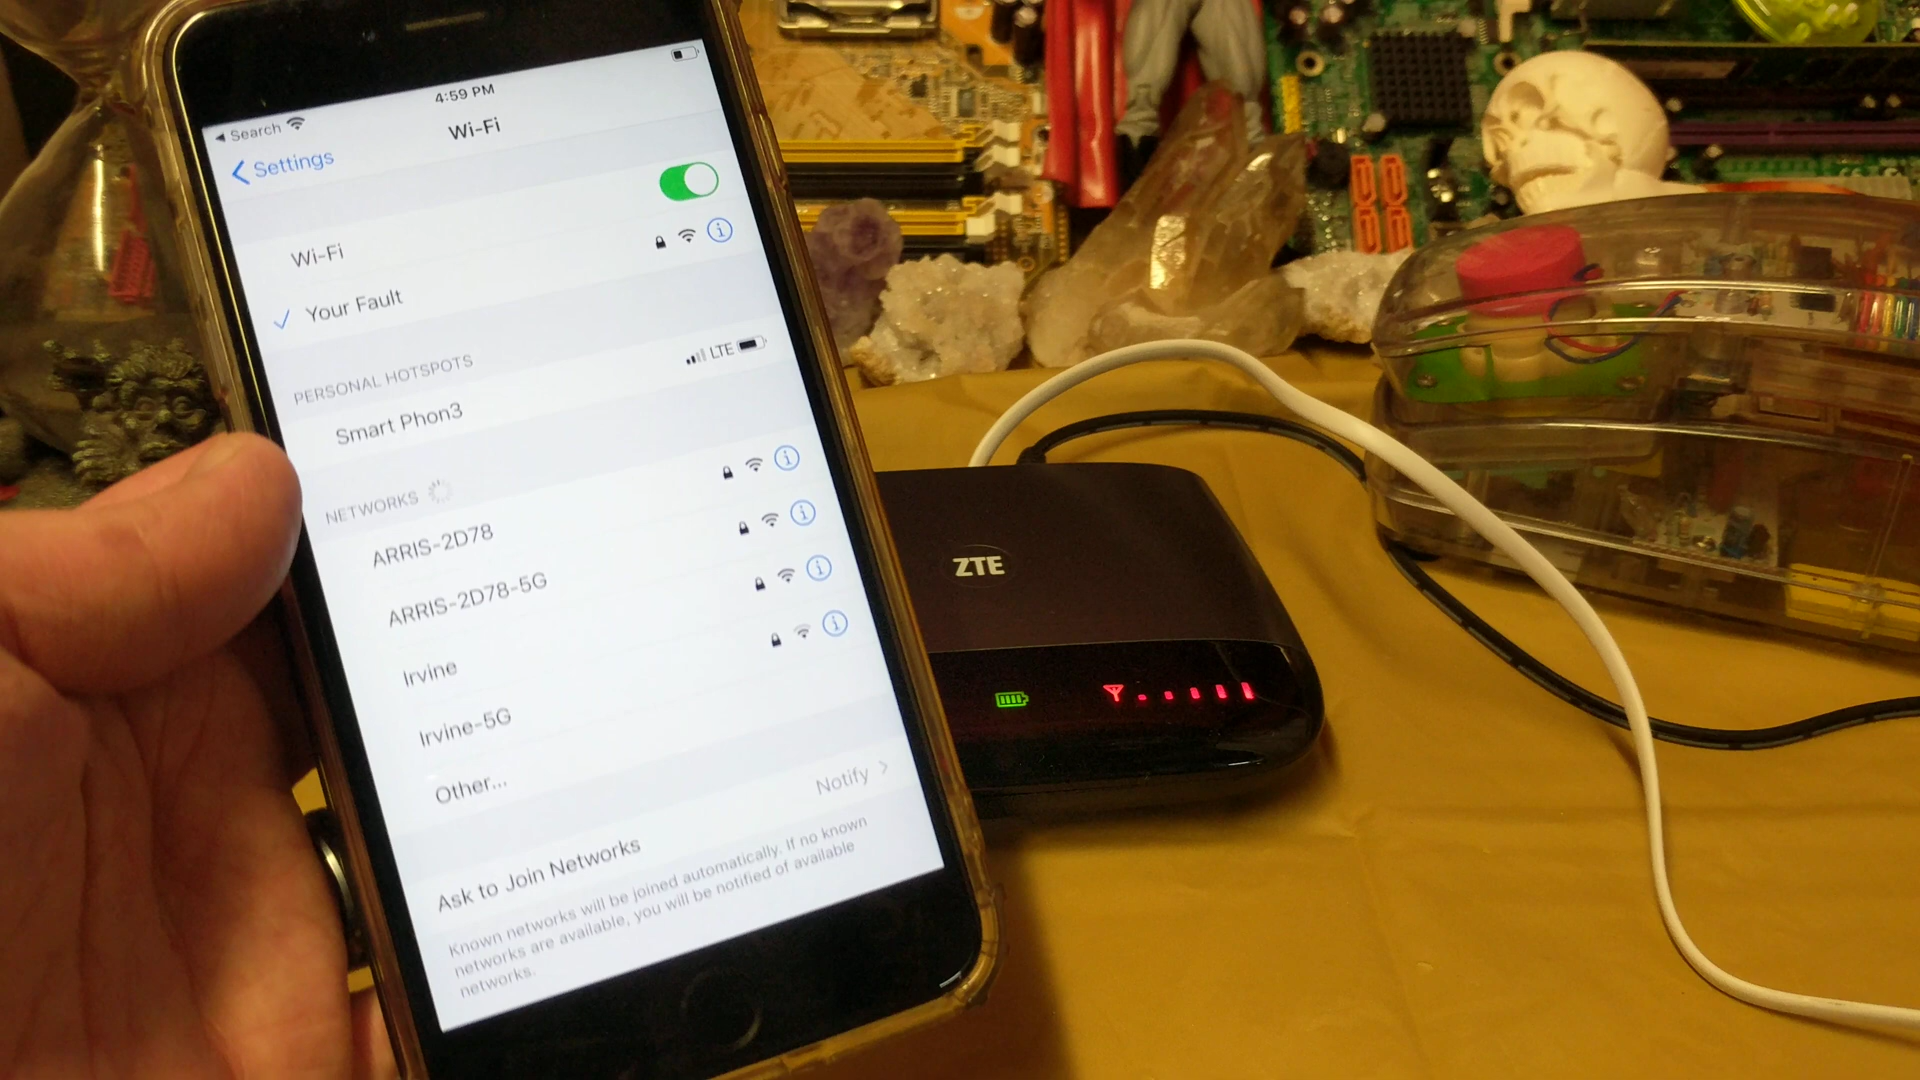 4:59 PM
Search
Wi-Fi
Settings
Wi-Fi
Your Fault
PERSONAL HOTSPOTS
Smart Phon3
LTE
NETWORKS
ARRIS-2D78
ARRIS-2D78-5G
Irvine
Irvine-5G
Other...
Ask to Join Networks
Notify
Known networks will be joined automatically. If no known
networks are available, you will be notified of available
networks.
ZTE